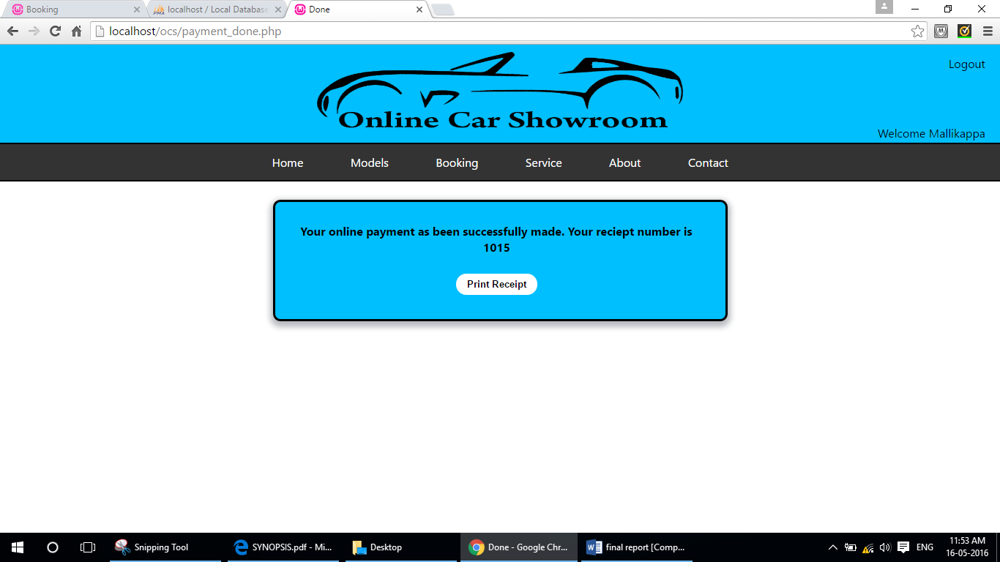 Booking
localhost / Local Database
Done
localhost/ocs/payment_done.php
Logout
Online Car Showroom
Welcome Mallikappa
Home Models Booking Service About Contact
Your online payment as been successfully made. Your reciept number is
1015
Print Receipt
Snipping Tool
SYNOPSIS.pdf - Mi...
Desktop
Done - Google Chr...
final report [Comp...
ENG
11:53 AM
16-05-2016